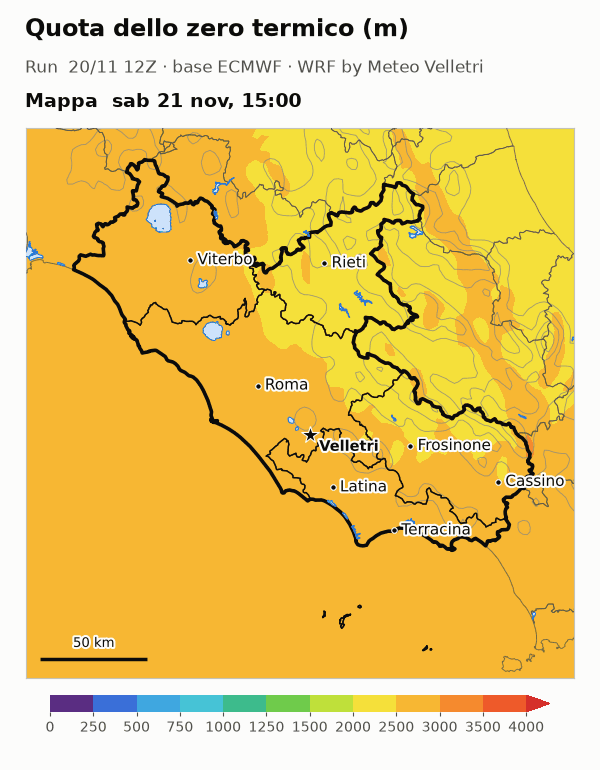 Quota dello zero termico (m)
Run  20/11 12Z · base ECMWF · WRF by Meteo Velletri
Mappa  sab 21 nov, 15:00
Viterbo
Rieti
Roma
Velletri
Frosinone
Latina
Cassino
Terracina
50 km
0 250 500 750 1000 1250 1500 2000 2500 3000 3500 4000